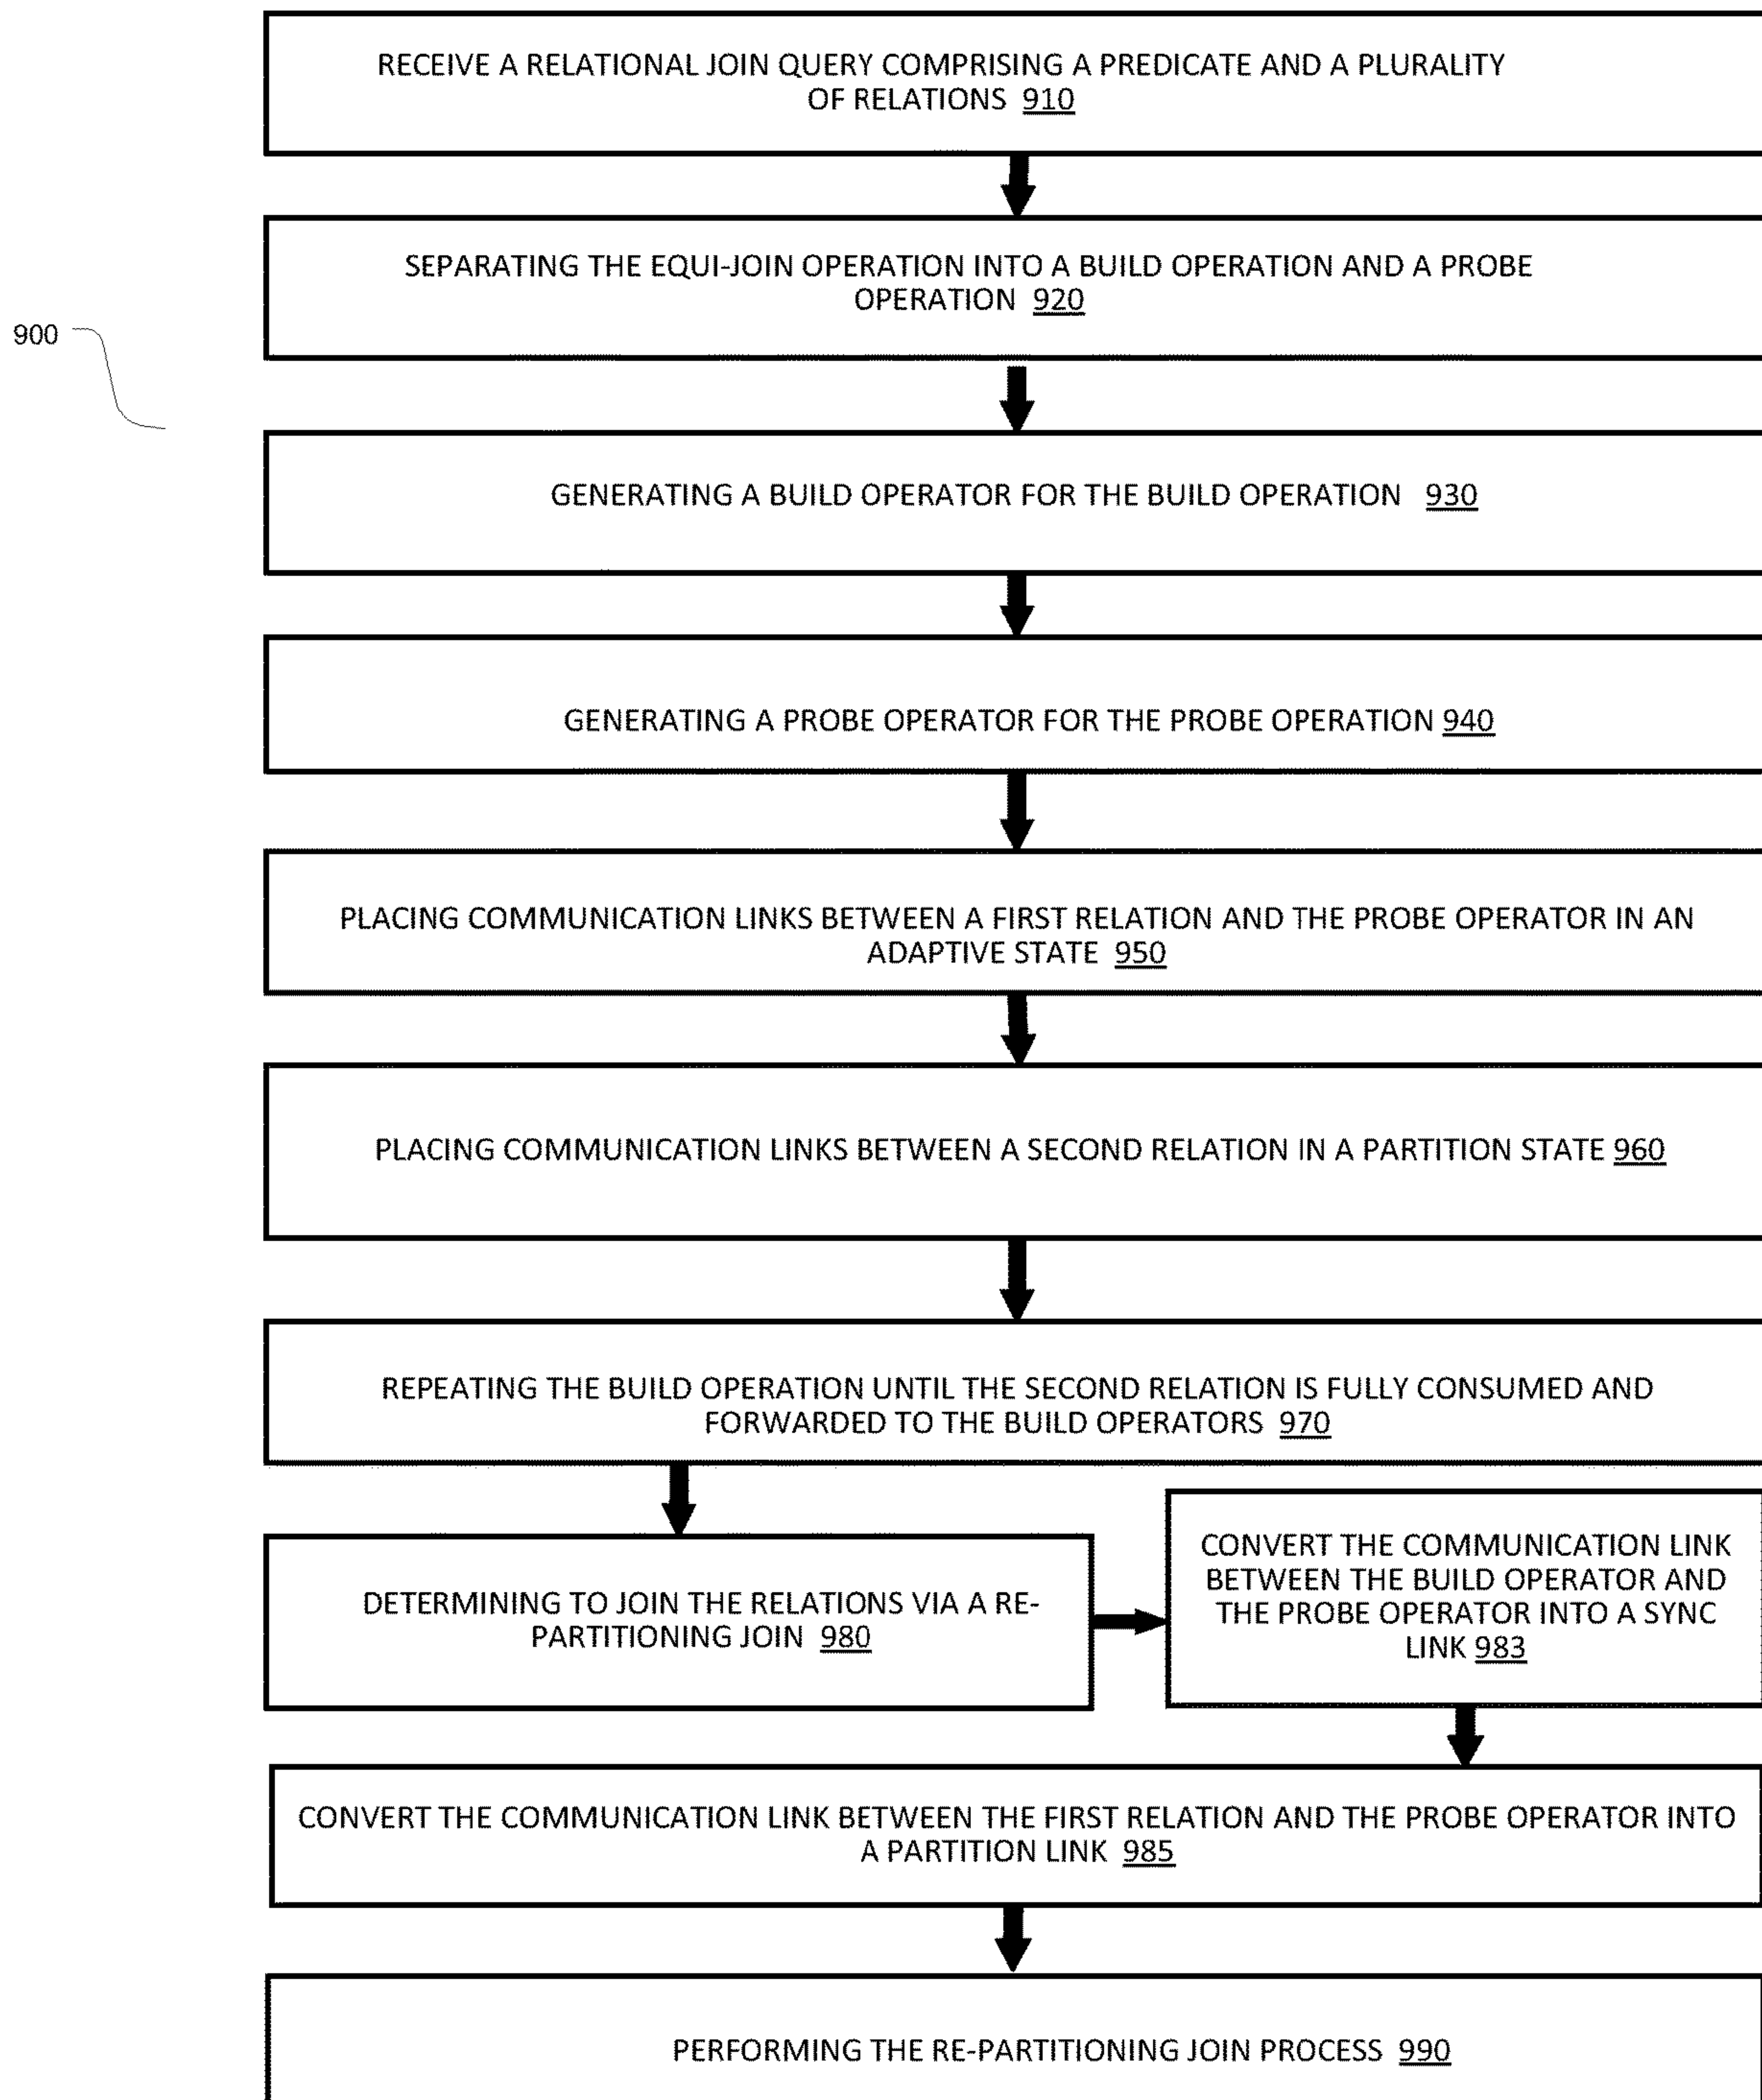 RECEIVE A RELATIONAL JOIN QUERY COMPRISING A PREDICATE AND A PLURALITY
OF RELATIONS 910
SEPARATING THE EQUI-JOIN OPERATION INTO A BUILD OPERATION AND A PROBE
OPERATION 920
900
GENERATING A BUILD OPERATOR FOR THE BUILD OPERATION 930
GENERATING A PROBE OPERATOR FOR THE PROBE OPERATION 940
PLACING COMMUNICATION LINKS BETWEEN A FIRST RELATION AND THE PROBE OPERATOR IN AN
ADAPTIVE STATE 950
PLACING COMMUNICATION LINKS BETWEEN A SECOND RELATION IN A PARTITION STATE 960
REPEATING THE BUILD OPERATION UNTIL THE SECOND RELATION IS FULLY CONSUMED AND
FORWARDED TO THE BUILD OPERATORS 970
DETERMINING TO JOIN THE RELATIONS VIA A RE-
PARTITIONING JOIN 980
CONVERT THE COMMUNICATION LINK
BETWEEN THE BUILD OPERATOR AND
THE PROBE OPERATOR INTO A SYNC
LINK 983
CONVERT THE COMMUNICATION LINK BETWEEN THE FIRST RELATION AND THE PROBE OPERATOR INTO
A PARTITION LINK 985
PERFORMING THE RE-PARTITIONING JOIN PROCESS 990